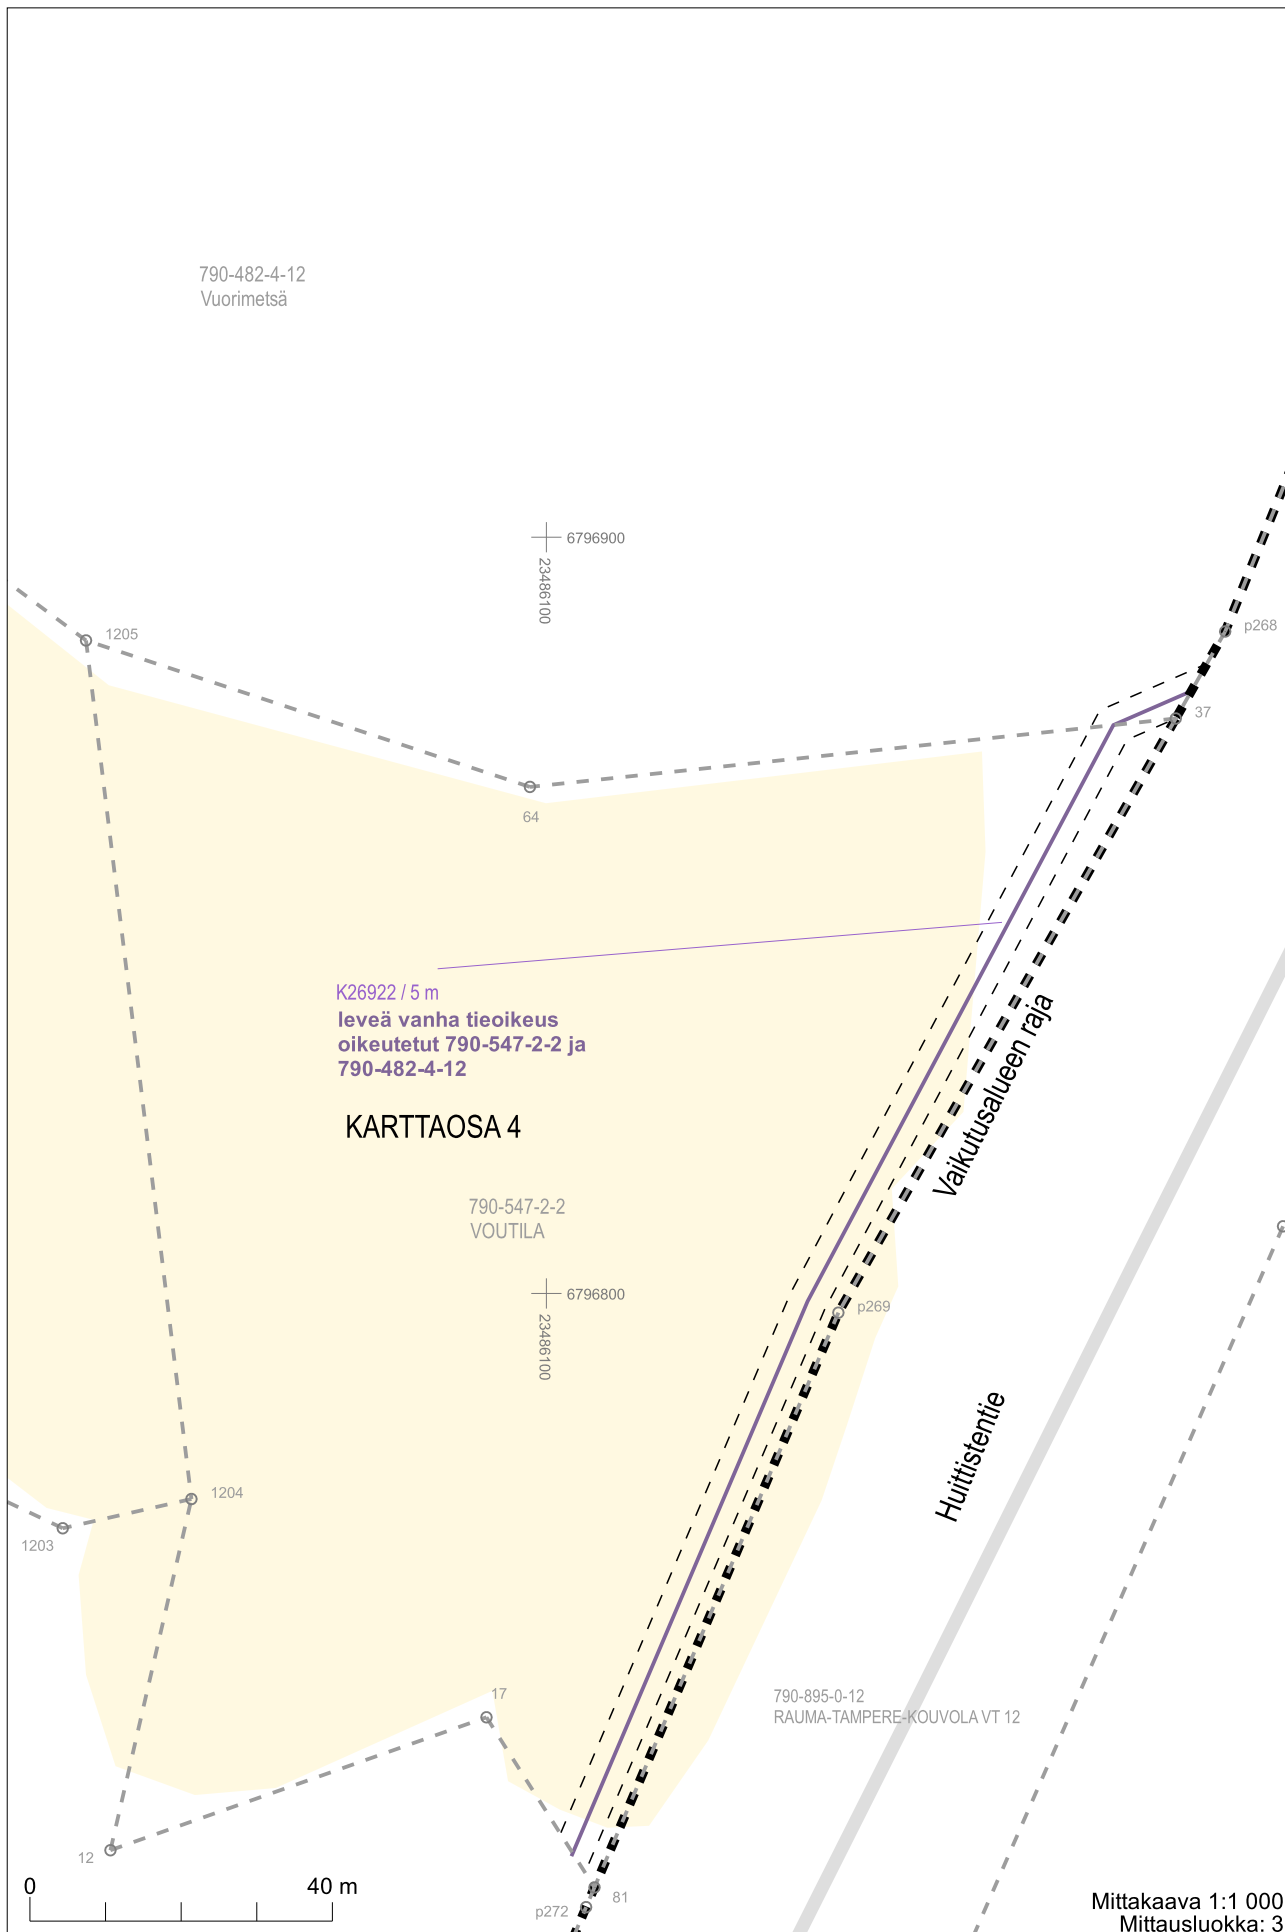 790-482-4-12
Vuorimetsä
6796900
23486100
1205
p268
37
64
K26922 / 5 m
leveä vanha tieoikeus
oikeutetut 790-547-2-2 ja
790-482-4-12
KARTTAOSA 4
Vaikutusalueen raja
790-547-2-2
VOUTILA
6796800
23486100
p269
Huittistentie
1204
1203
17
790-895-0-12
RAUMA-TAMPERE-KOUVOLA VT 12
12
81
p272
0
40 m
Mittakaava 1:1 000
Mittausluokka: 3